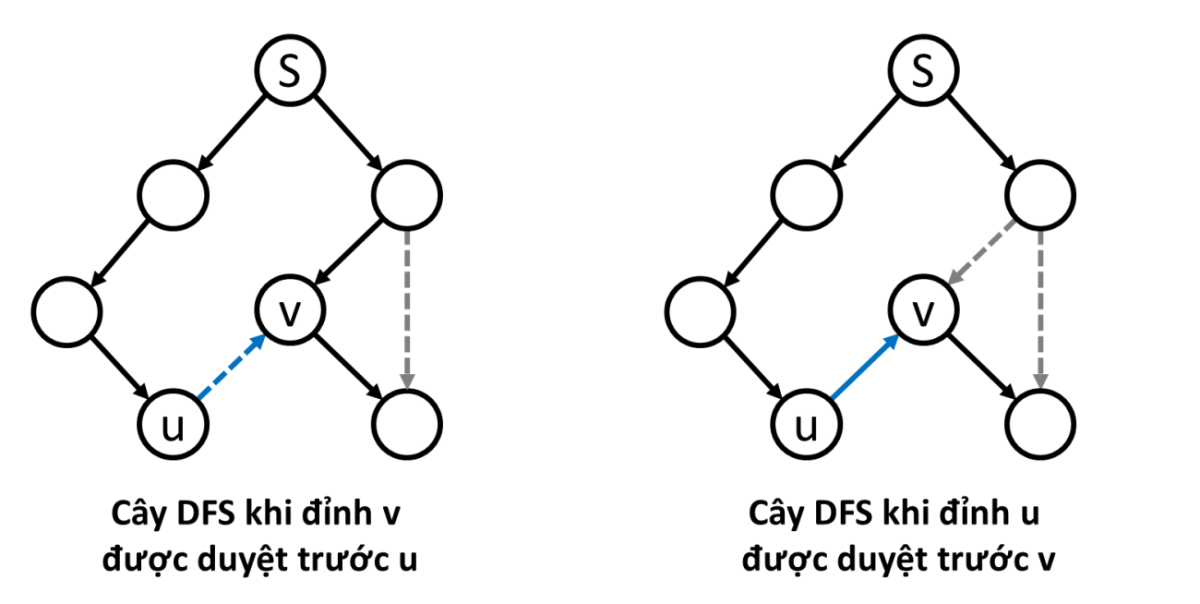 S
v
u
Cây DFS khi đỉnh v
được duyệt trước u
S
v
u
Cây DFS khi đỉnh u
được duyệt trước v